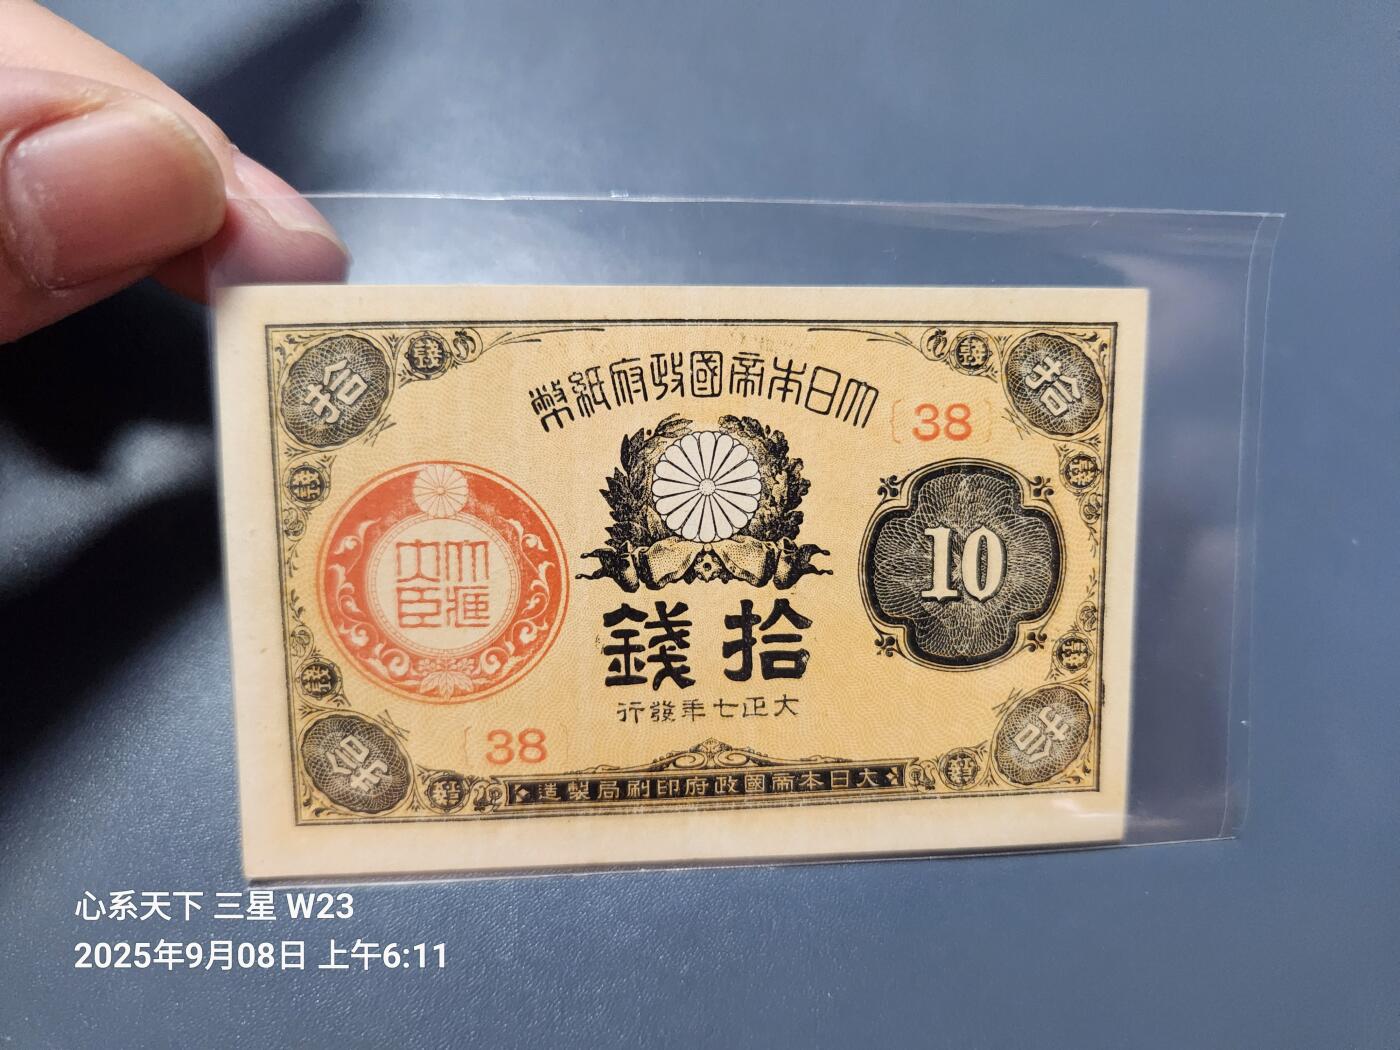 大日本帝國政府紙幣
38
拾
錢
拾
錢
大藏大臣
10
拾錢
大正七年發行
38
拾
錢
大日本帝國政府印刷局製造
錢
拾
心系天下 三星 W23
2025年9月08日 上午6:11